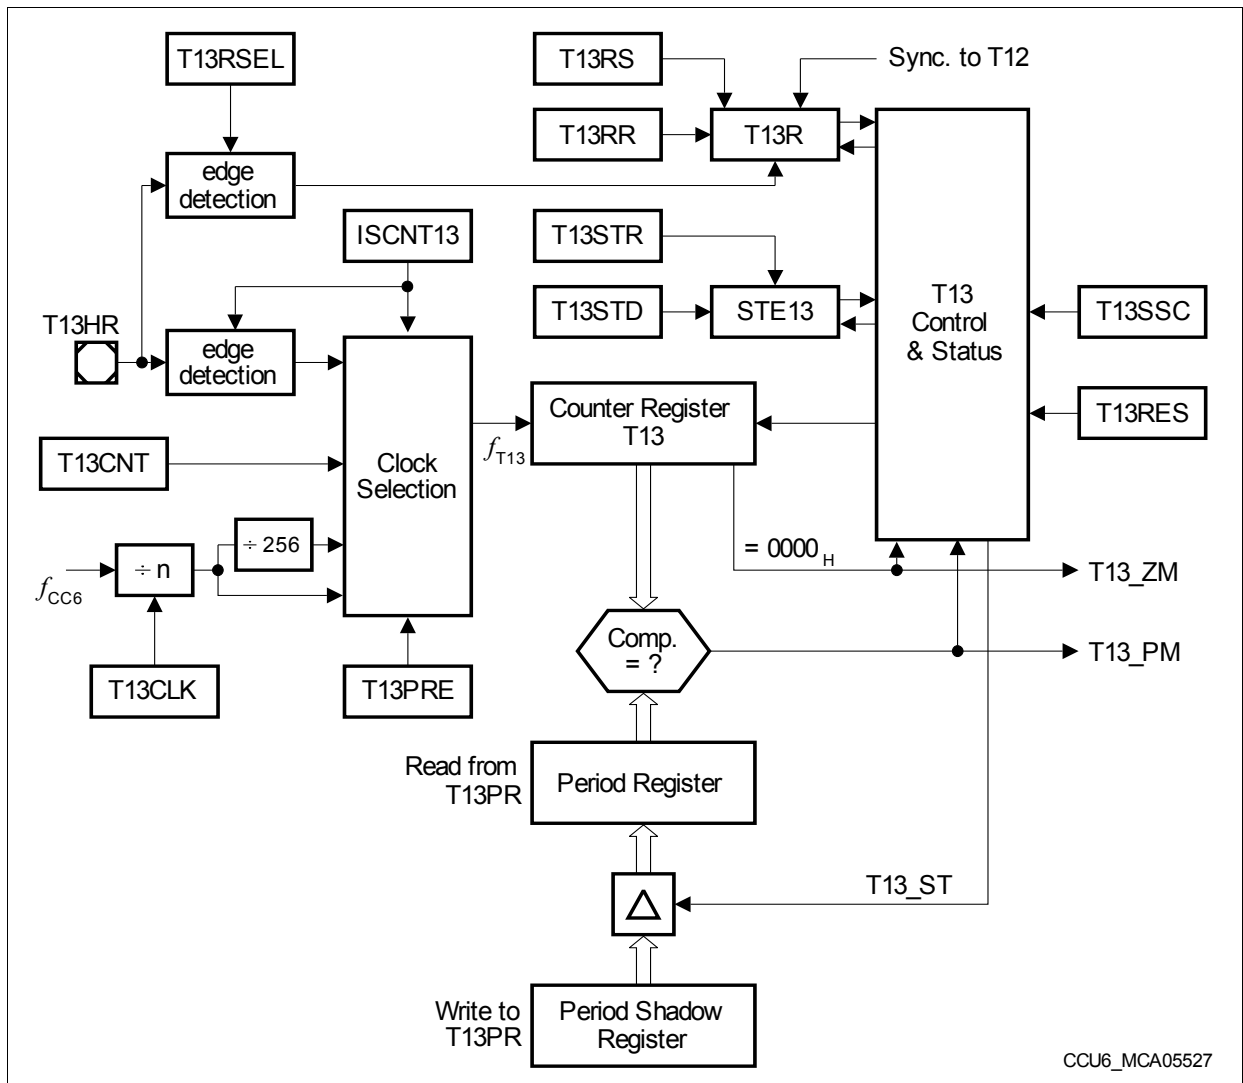 T13RSEL
T13RS
Sync. to T12
T13RR
T13R
edge
detection
ISCNT13
T13STR
T13STD
STE13
T13
Control
& Status
T13SSC
T13HR
edge
detection
T13RES
Counter Register
T13
fT13
T13CNT
Clock
Selection
÷ 256
÷ n
fCC6
= 0000H
T13_ZM
Comp.
= ?
T13_PM
T13CLK
T13PRE
Read from
T13PR
Period Register
T13_ST
Write to
T13PR
Period Shadow
Register
CCU6_MCA05527